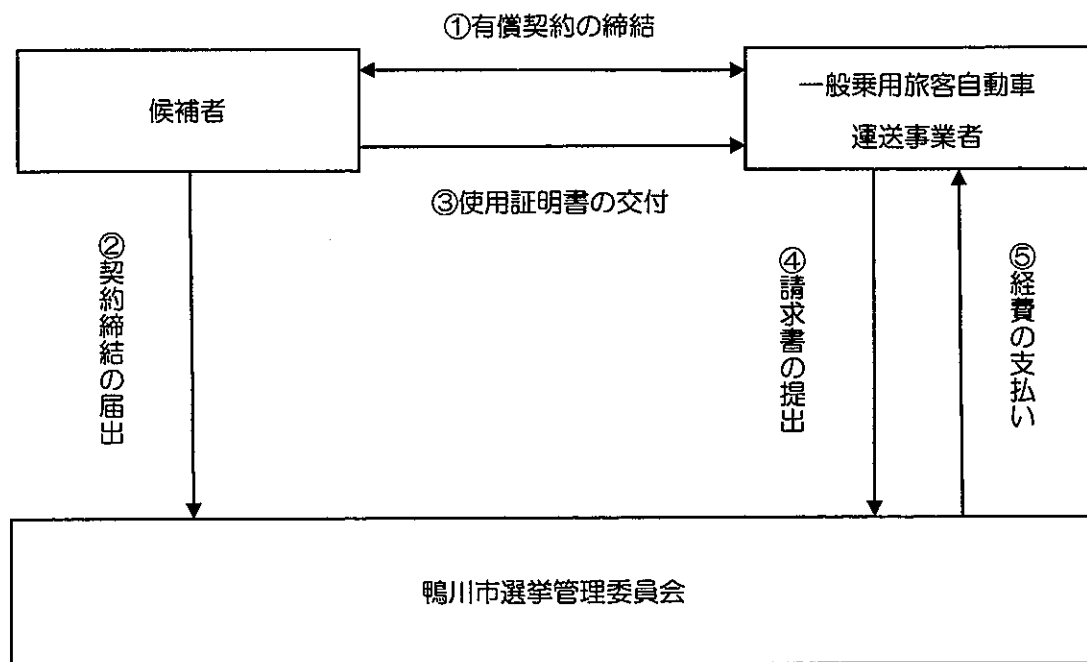 ①有償契約の締結
候補者
一般乗用旅客自動車
運送事業者
③使用証明書の交付
②契約締結の届出
④請求書の提出
⑤経費の支払い
鴨川市選挙管理委員会